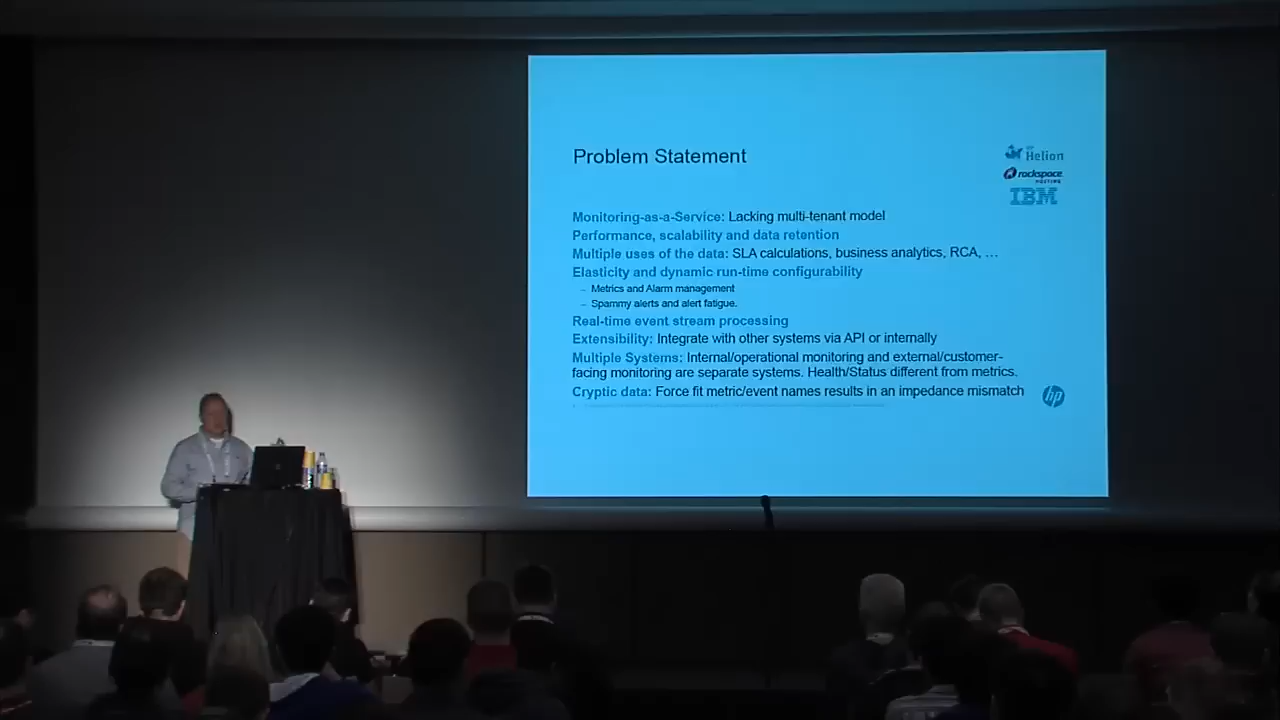 Problem Statement
Helion
rackspace
HOSTING
IBM
Monitoring-as-a-Service: Lacking multi-tenant model
Performance, scalability and data retention
Multiple uses of the data: SLA calculations, business analytics, RCA, …
Elasticity and dynamic run-time configurability
– Metrics and Alarm management
– Spammy alerts and alert fatigue.
Real-time event stream processing
Extensibility: Integrate with other systems via API or internally
Multiple Systems: Internal/operational monitoring and external/customer-
facing monitoring are separate systems. Health/Status different from metrics.
Cryptic data: Force fit metric/event names results in an impedance mismatch
hp